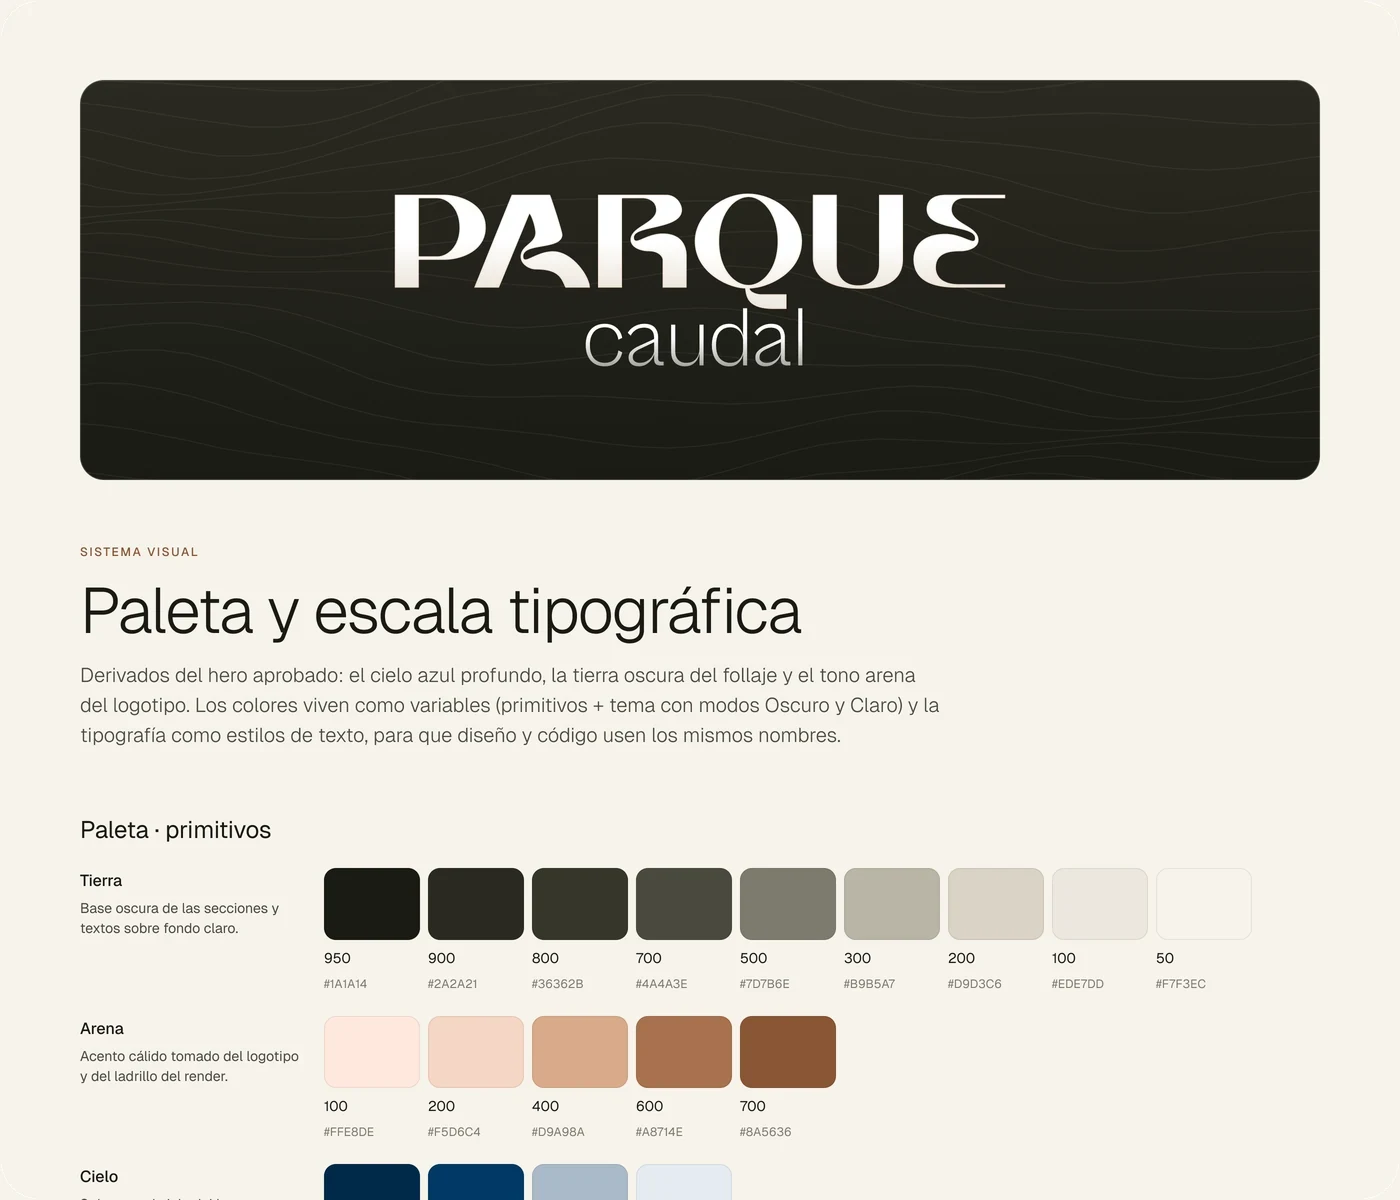 PARQUE
caudal
SISTEMA VISUAL
Paleta y escala tipográfica
Derivados del hero aprobado: el cielo azul profundo, la tierra oscura del follaje y el tono arena
del logotipo. Los colores viven como variables (primitivos + tema con modos Oscuro y Claro) y la
tipografía como estilos de texto, para que diseño y código usen los mismos nombres.
Paleta · primitivos
Tierra
Base oscura de las secciones y
textos sobre fondo claro.
950 900 800 700 500 300 200 100 50
#1A1A14 #2A2A21 #36362B #4A4A3E #7D7B6E #B9B5A7 #D9D3C6 #EDE7DD #F7F3EC
Arena
Acento cálido tomado del logotipo
y del ladrillo del render.
100 200 400 600 700
#FFE8DE #F5D6C4 #D9A98A #A8714E #8A5636
Cielo